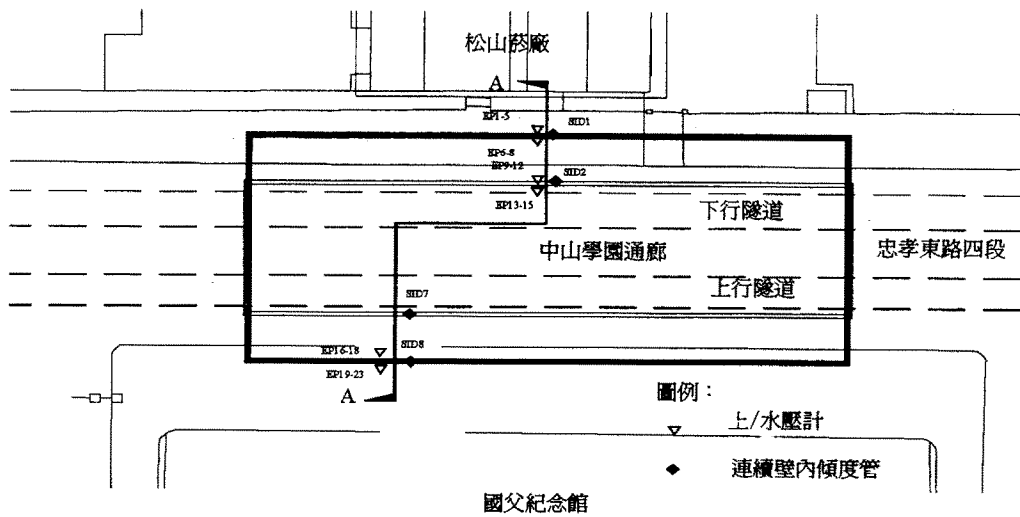 松山菸廠
A
EP1-5
SID1
EP6-8
EP9-12
SID2
EP13-15
下行隧道
中山學園通廊
忠孝東路四段
上行隧道
SID7
EP16-18
SID8
EP19-23
A
圖例：
上/水壓計
連續壁內傾度管
國父紀念館